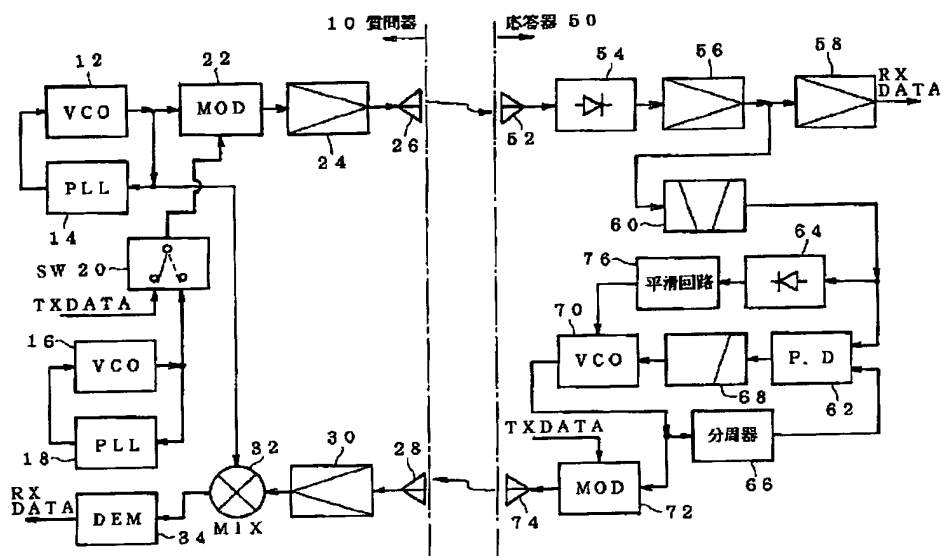 10 質問器
応答器 50
12
VCO
22
MOD
24
26
52
54
56
58
RX
DATA
PLL
14
SW 20
TXDATA
16
VCO
PLL
18
60
64
76
平滑回路
70
VCO
68
P. D
62
TXDATA
分周器
66
MOD
72
74
32
30
28
MIX
RX
DATA
DEM
34